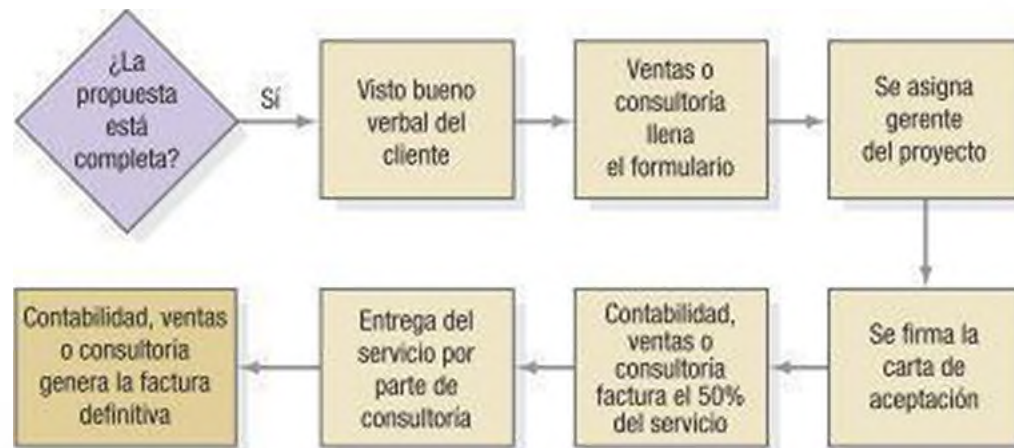 ¿La
propuesta
está
completa?
Sí
Visto bueno
verbal del
cliente
Ventas o
consultoría
llena
el formulario
Se asigna
gerente
del proyecto
Se firma la
carta de
aceptación
Contabilidad,
ventas o
consultoría
factura el 50%
del servicio
Entrega del
servicio por
parte de
consultoría
Contabilidad, ventas
o consultoría
genera la factura
definitiva